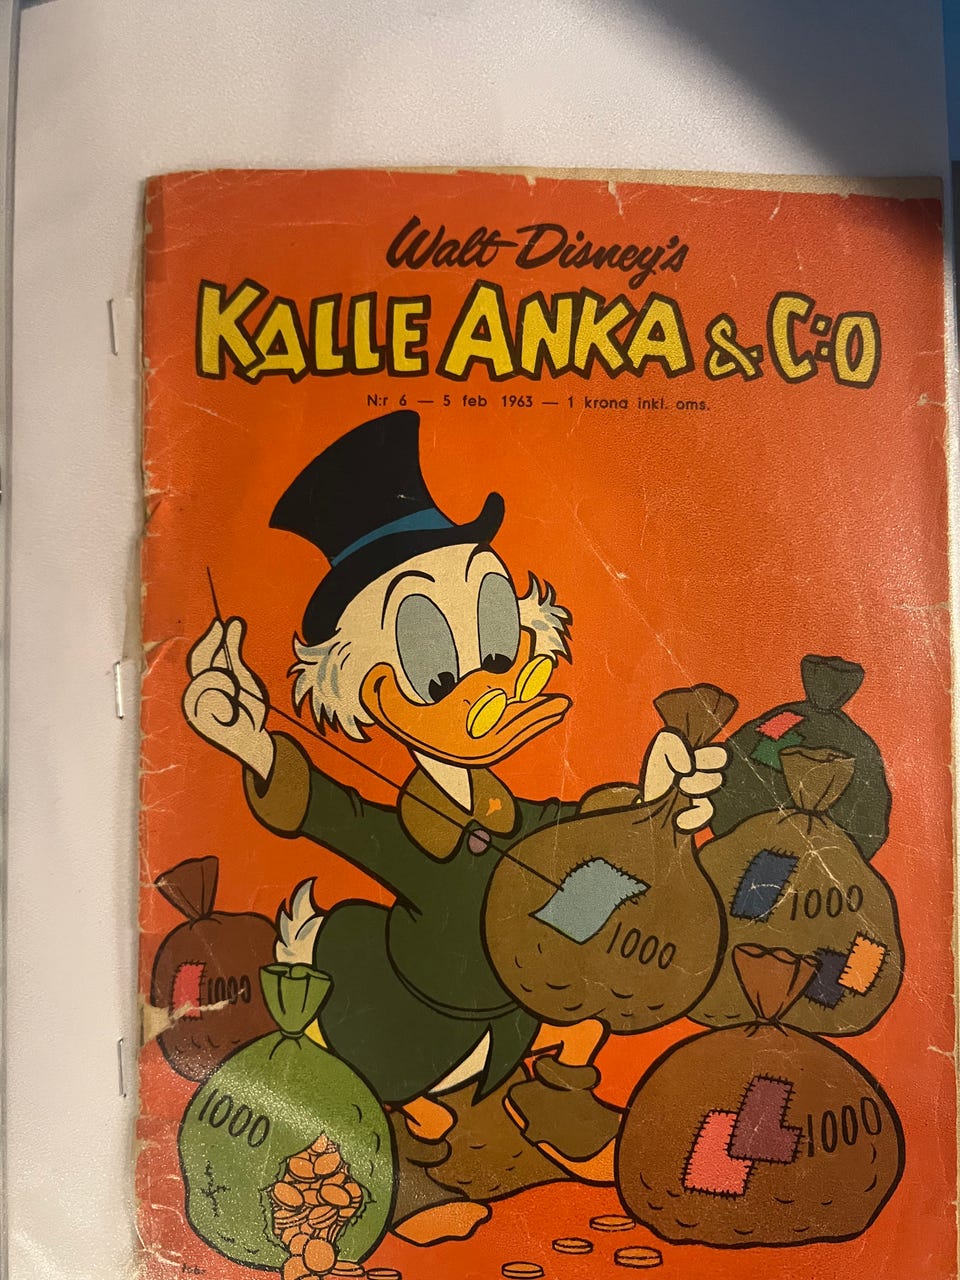 Walt Disney's
KALLE ANKA & C:O
N:r 6 — 5 feb 1963 — 1 krona inkl. oms.
1000
1000
1000
1000
1000